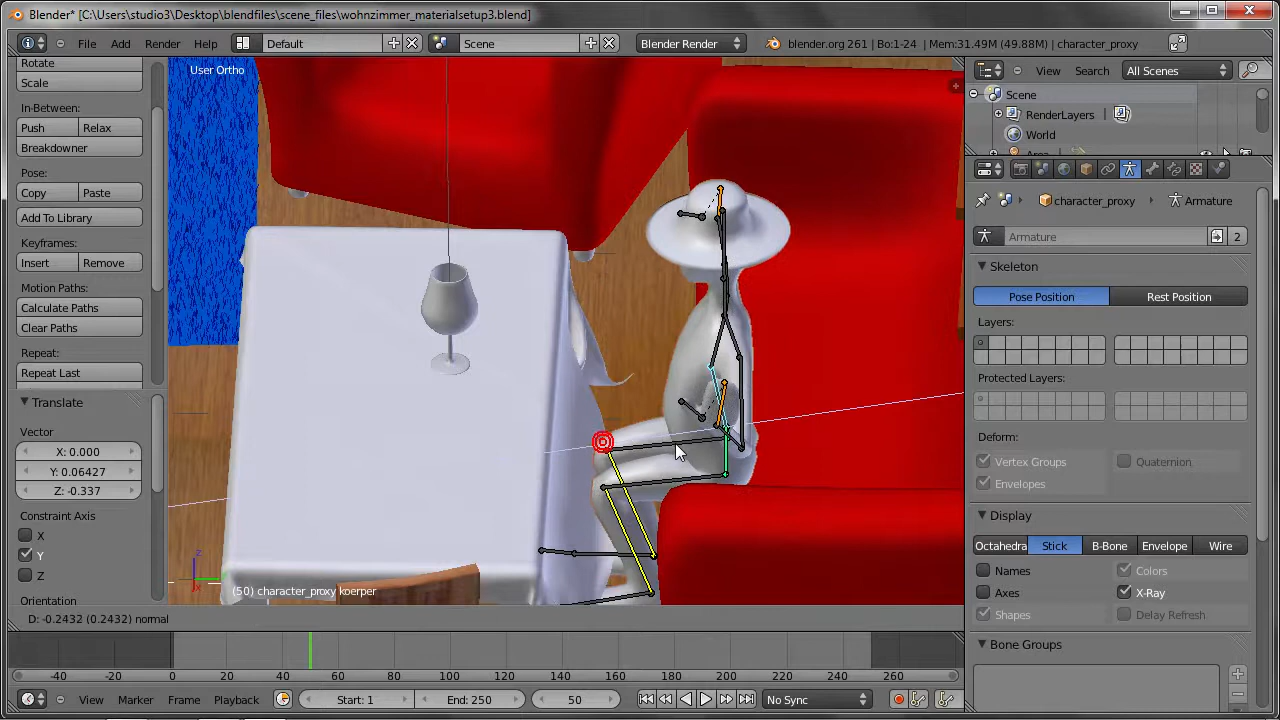 Blender* [C:\Users\studio3\Desktop\blendfiles\scene_files\wohnzimmer_materialsetup3.blend]
File Add Render Help Default Scene Blender Render blender.org 261 | Bo:1-24 | Mem:31.49M (49.88M) | character_proxy
Rotate
Scale
In-Between:
Push Relax
Breakdowner
Pose:
Copy Paste
Add To Library
Keyframes:
Insert Remove
Motion Paths:
Calculate Paths
Clear Paths
Repeat:
Repeat Last
Translate
Vector
X: 0.000
Y: 0.06427
Z: -0.337
Constraint Axis
X
Y
Z
Orientation
User Ortho
z
(50) character_proxy koerper
D: -0.2432 (0.2432) normal
-40 -20 0 20 40 60 80 100 120 140 160 180 200 220 240 260
View Marker Frame Playback Start: 1 End: 250 50 No Sync
View Search All Scenes
Scene
RenderLayers
World
character_proxy Armature
Armature 2
Skeleton
Pose Position Rest Position
Layers:
Protected Layers:
Deform:
Vertex Groups Quaternion
Envelopes
Display
Octahedra Stick B-Bone Envelope Wire
Names Colors
Axes X-Ray
Shapes Delay Refresh
Bone Groups